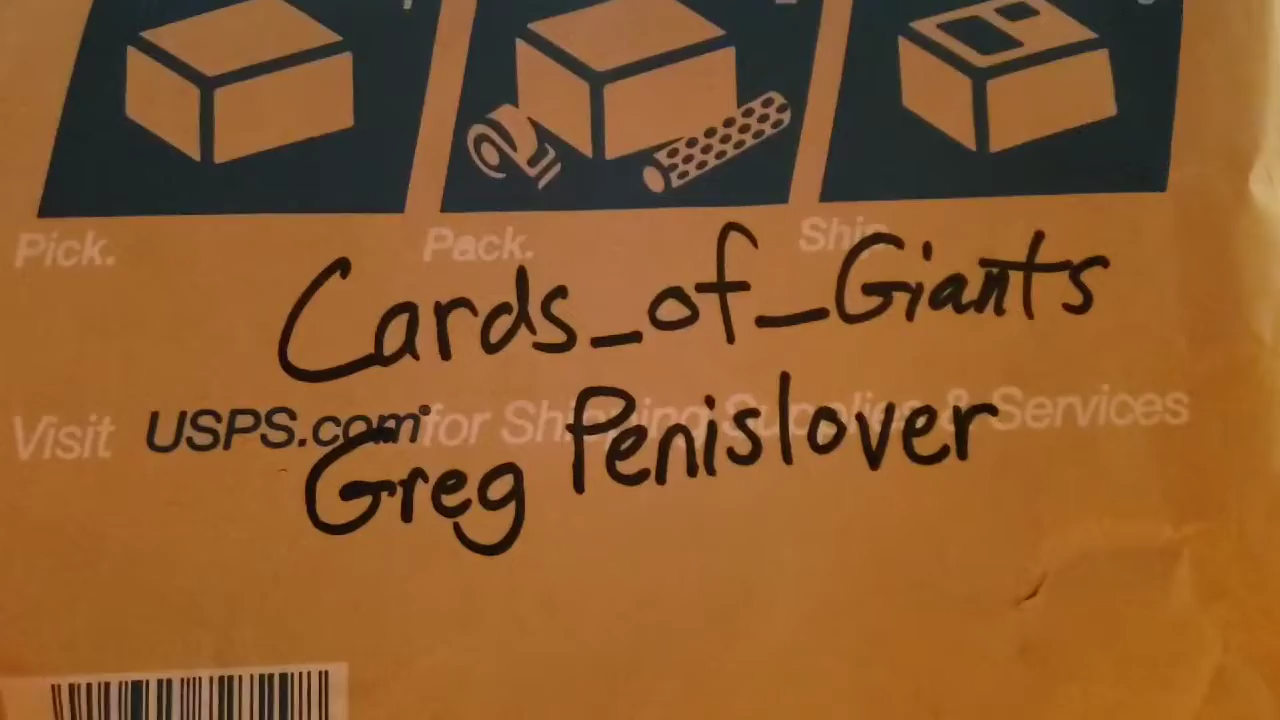 Pick. Pack. Ship.
Cards_of_Giants
Visit USPS.com® for Shipping Supplies & Services
Greg Penislover